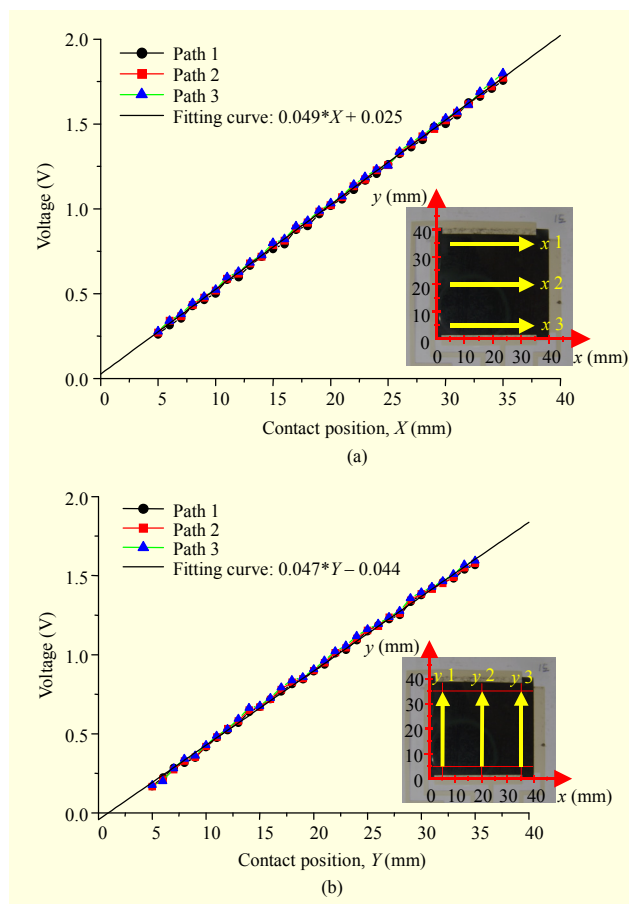 2.0
1.5
1.0
0.5
0.0
Voltage (V)
Path 1
Path 2
Path 3
Fitting curve: 0.049*X + 0.025
y (mm)
40
30
20
10
0
x 1
x 2
x 3
0 10 20 30 40
x (mm)
0 5 10 15 20 25 30 35 40
Contact position, X (mm)
(a)
2.0
1.5
1.0
0.5
0.0
Voltage (V)
Path 1
Path 2
Path 3
Fitting curve: 0.047*Y – 0.044
y (mm)
40
30
20
10
0
y 1 y 2 y 3
0 10 20 30 40
x (mm)
0 5 10 15 20 25 30 35 40
Contact position, Y (mm)
(b)